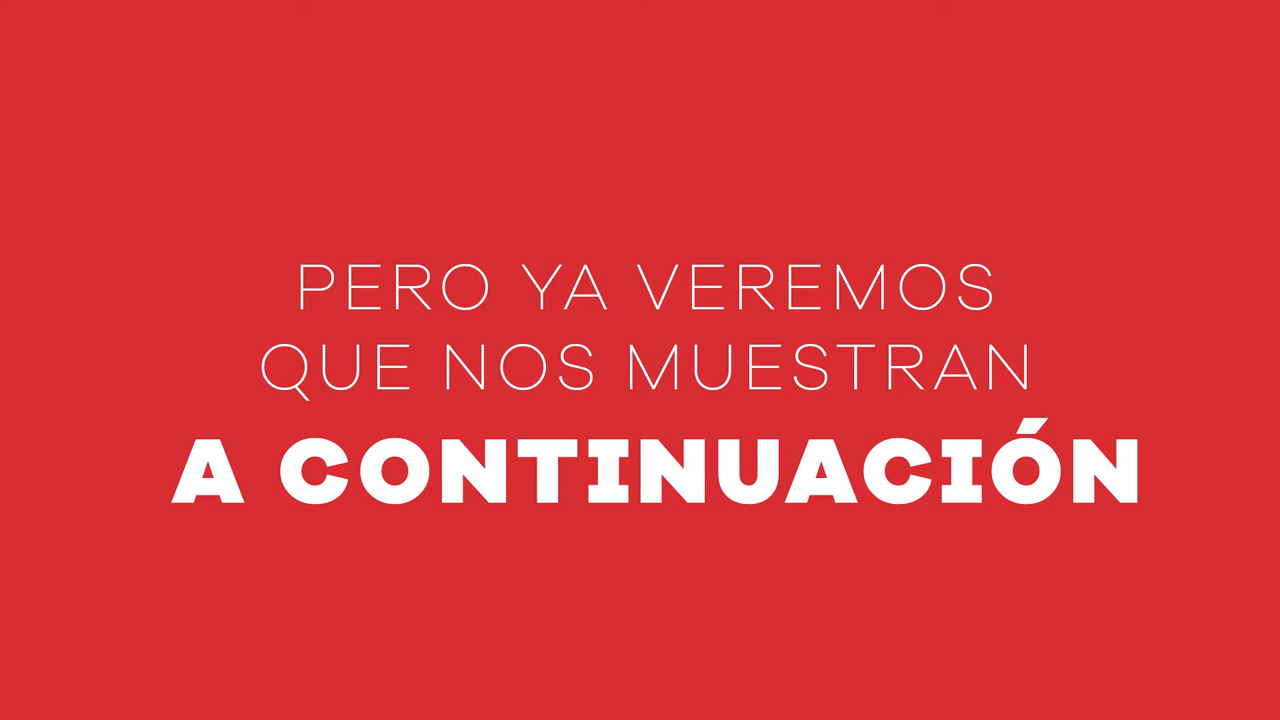 PERO YA VEREMOS
QUE NOS MUESTRAN
A CONTINUACIÓN